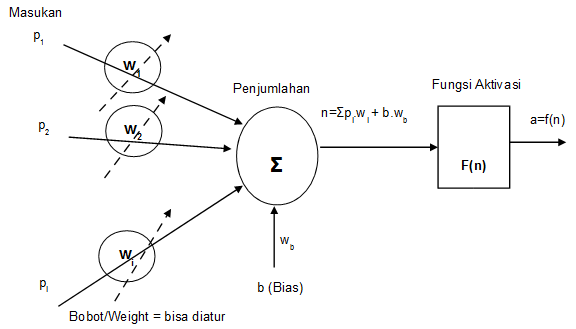 Masukan
p1
w1
Penjumlahan
Fungsi Aktivasi
n=Σpiwi + b.wb
a=f(n)
p2
w2
Σ
F(n)
wi
wb
pI
b (Bias)
Bobot/Weight = bisa diatur